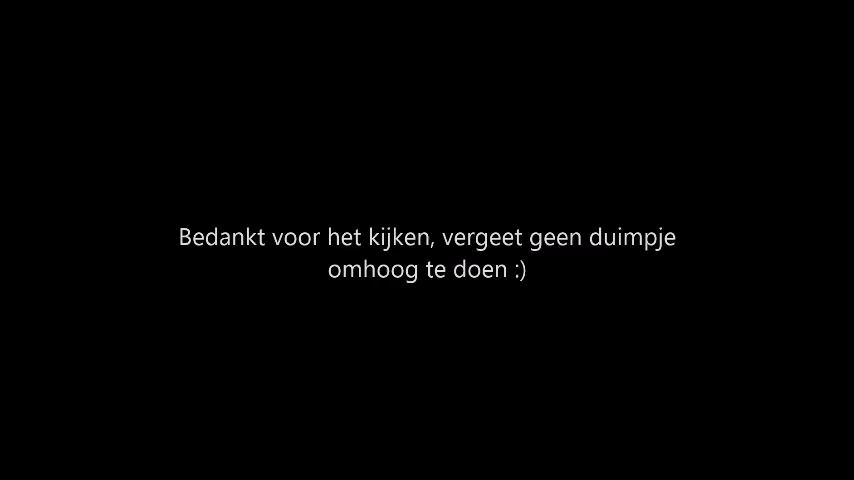 Bedankt voor het kijken, vergeet geen duimpje
omhoog te doen :)